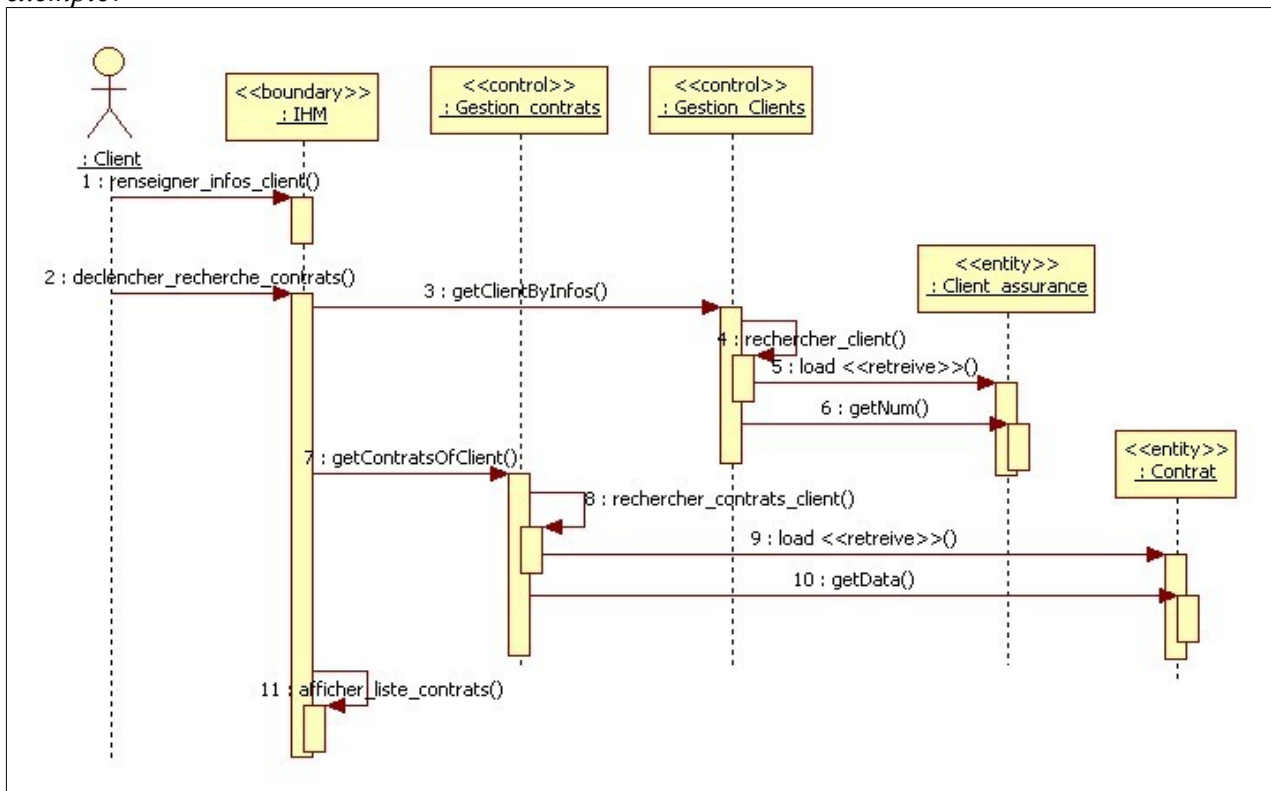 <<boundary>>
: IHM
<<control>>
: Gestion_contrats
<<control>>
: Gestion_Clients
: Client
1 : renseigner_infos_client()
2 : declencher_recherche_contrats()
3 : getClientByInfos()
<<entity>>
: Client_assurance
4 : rechercher_client()
5 : load <<retreive>>()
6 : getNum()
<<entity>>
: Contrat
7 : getContratsOfClient()
8 : rechercher_contrats_client()
9 : load <<retreive>>()
10 : getData()
11 : afficher_liste_contrats()